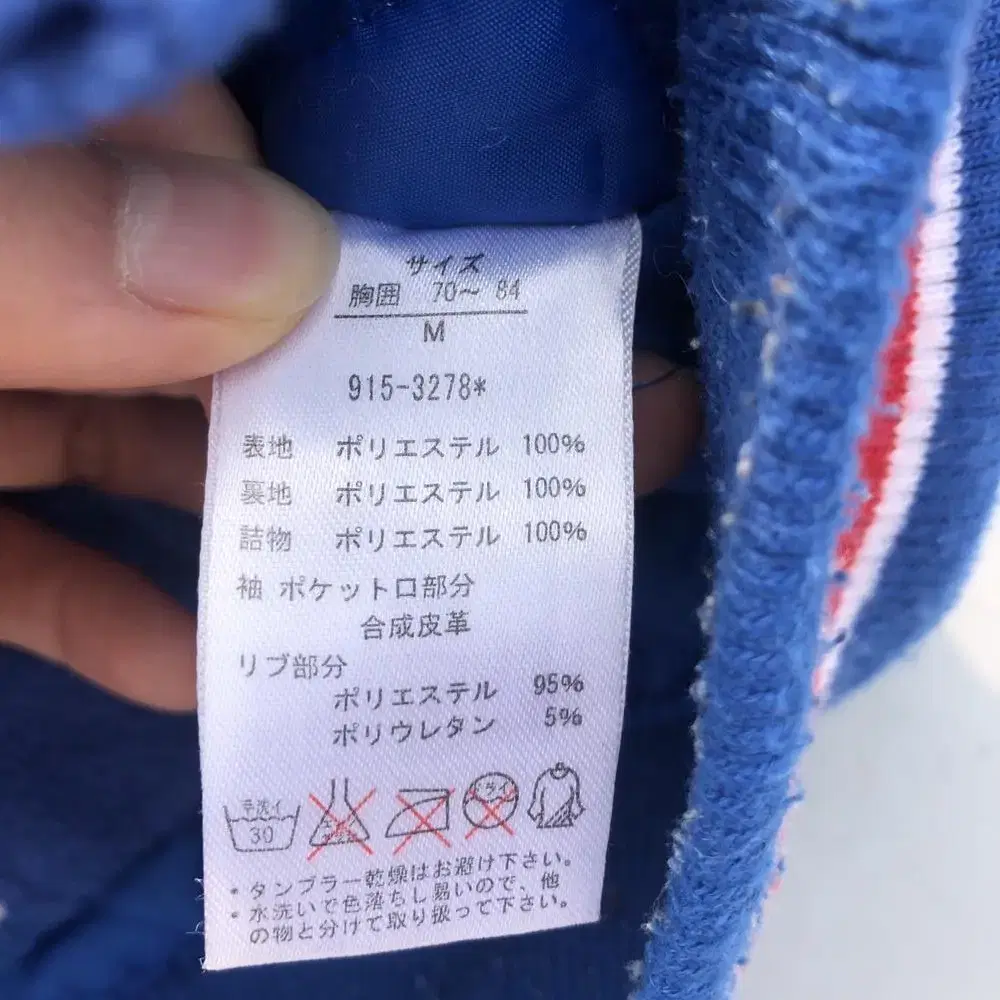 サイズ
胸囲 70〜 84
M
915-3278*
表地 ポリエステル 100%
裏地 ポリエステル 100%
詰物 ポリエステル 100%
袖 ポケット口部分
合成皮革
リブ部分
ポリエステル 95%
ポリウレタン 5%
手洗イ
30
ドライ
・タンブラー乾燥はお避け下さい。
・水洗いで色落ちし易いので、他
の物と分けて取り扱って下さい。